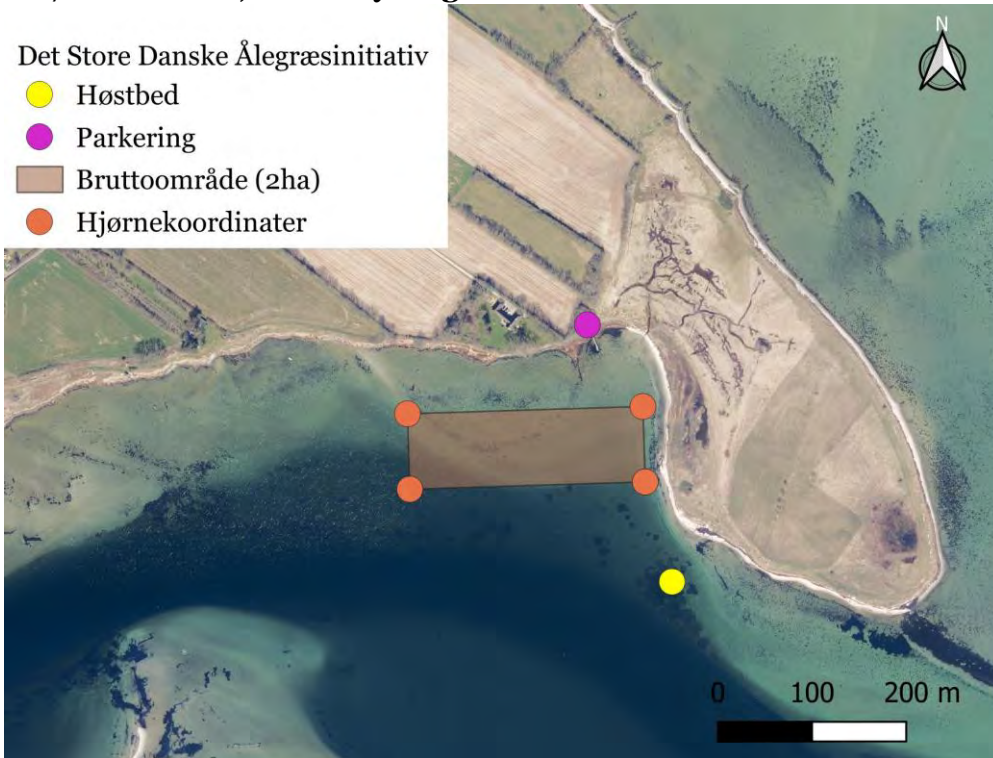 Det Store Danske Ålegræsinitiativ
Høstbed
Parkering
Bruttoområde (2ha)
Hjørnekoordinater
N
0 100 200 m